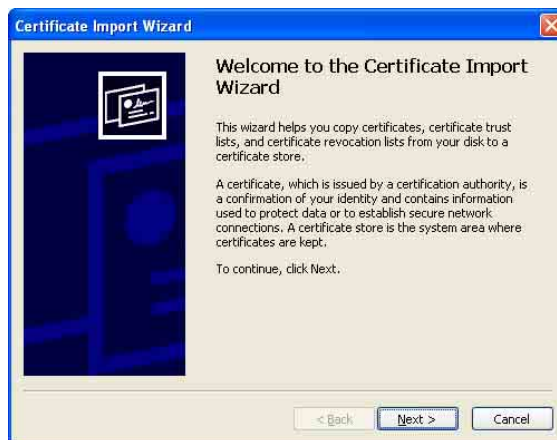 Certificate Import Wizard
Welcome to the Certificate Import
Wizard
This wizard helps you copy certificates, certificate trust
lists, and certificate revocation lists from your disk to a
certificate store.
A certificate, which is issued by a certification authority, is
a confirmation of your identity and contains information
used to protect data or to establish secure network
connections. A certificate store is the system area where
certificates are kept.
To continue, click Next.
< Back Next > Cancel